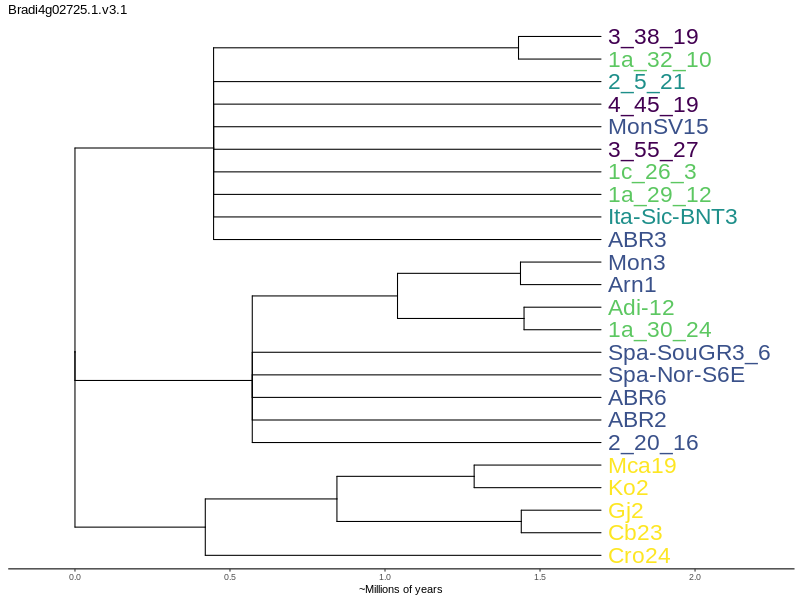 Bradi4g02725.1.v3.1
3_38_19
1a_32_10
2_5_21
4_45_19
MonSV15
3_55_27
1c_26_3
1a_29_12
Ita-Sic-BNT3
ABR3
Mon3
Arn1
Adi-12
1a_30_24
Spa-SouGR3_6
Spa-Nor-S6E
ABR6
ABR2
2_20_16
Mca19
Ko2
Gj2
Cb23
Cro24
0.0 0.5 1.0 1.5 2.0
~Millions of years